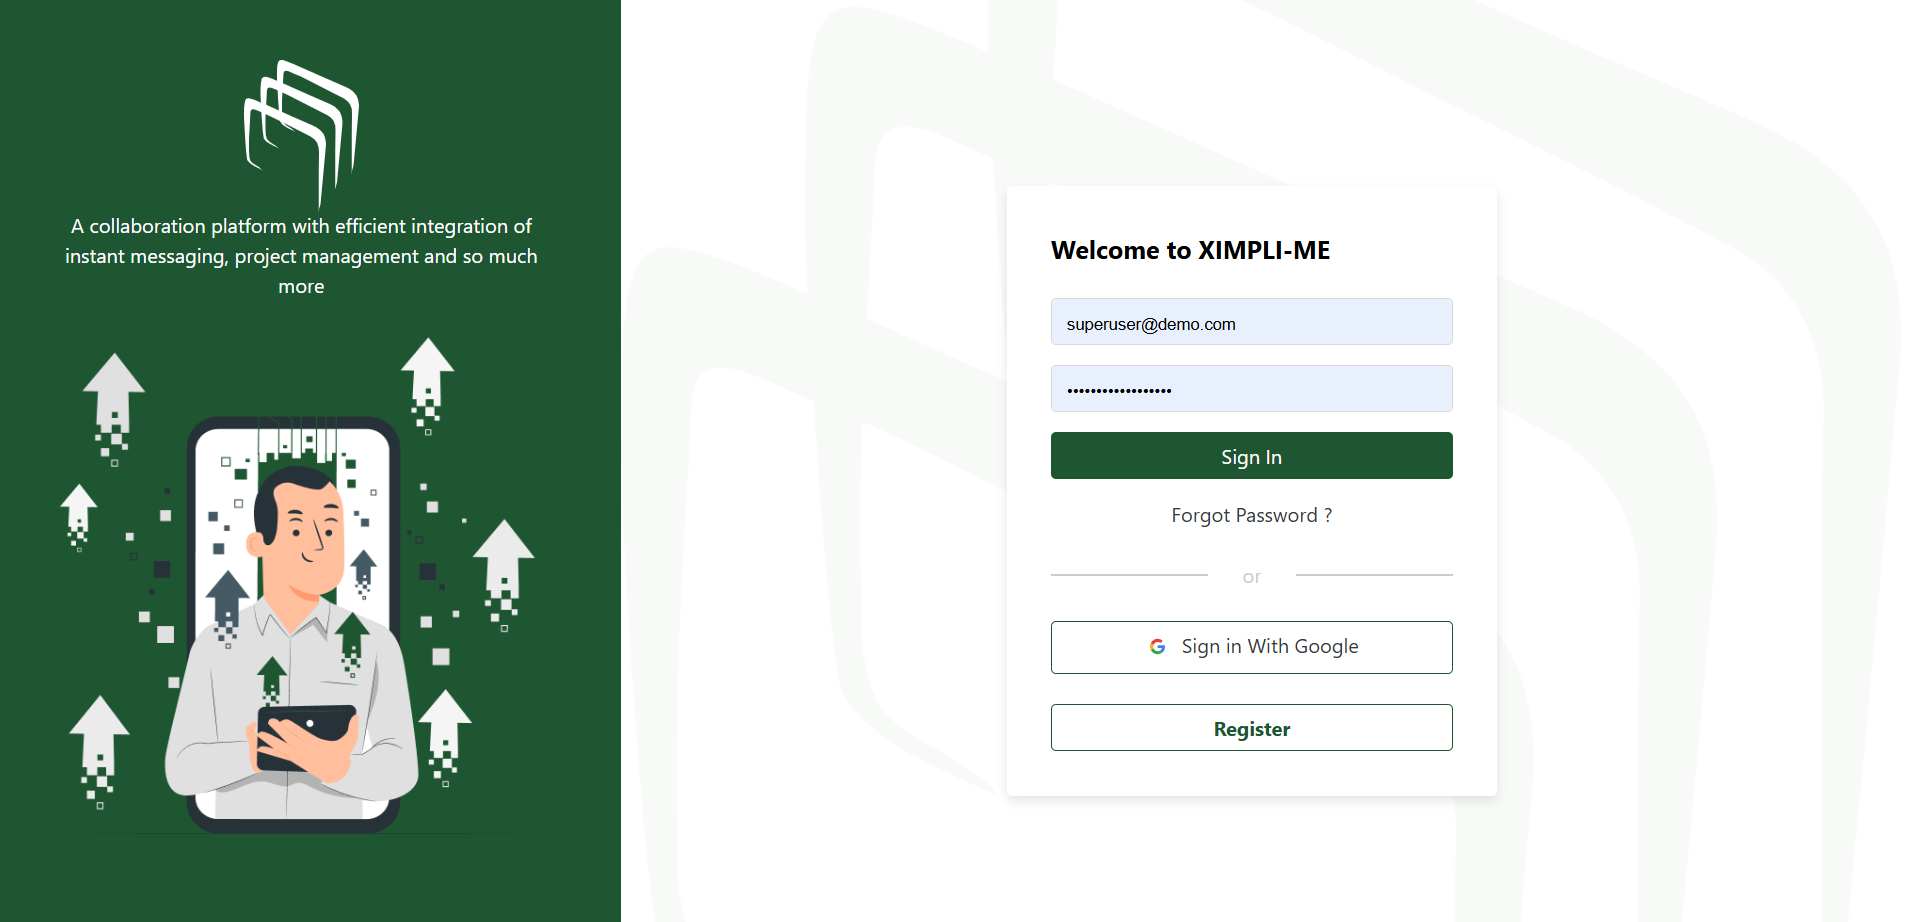 A collaboration platform with efficient integration of
instant messaging, project management and so much
more
Welcome to XIMPLI-ME
superuser@demo.com
••••••••••••••••••
Sign In
Forgot Password ?
or
Sign in With Google
Register